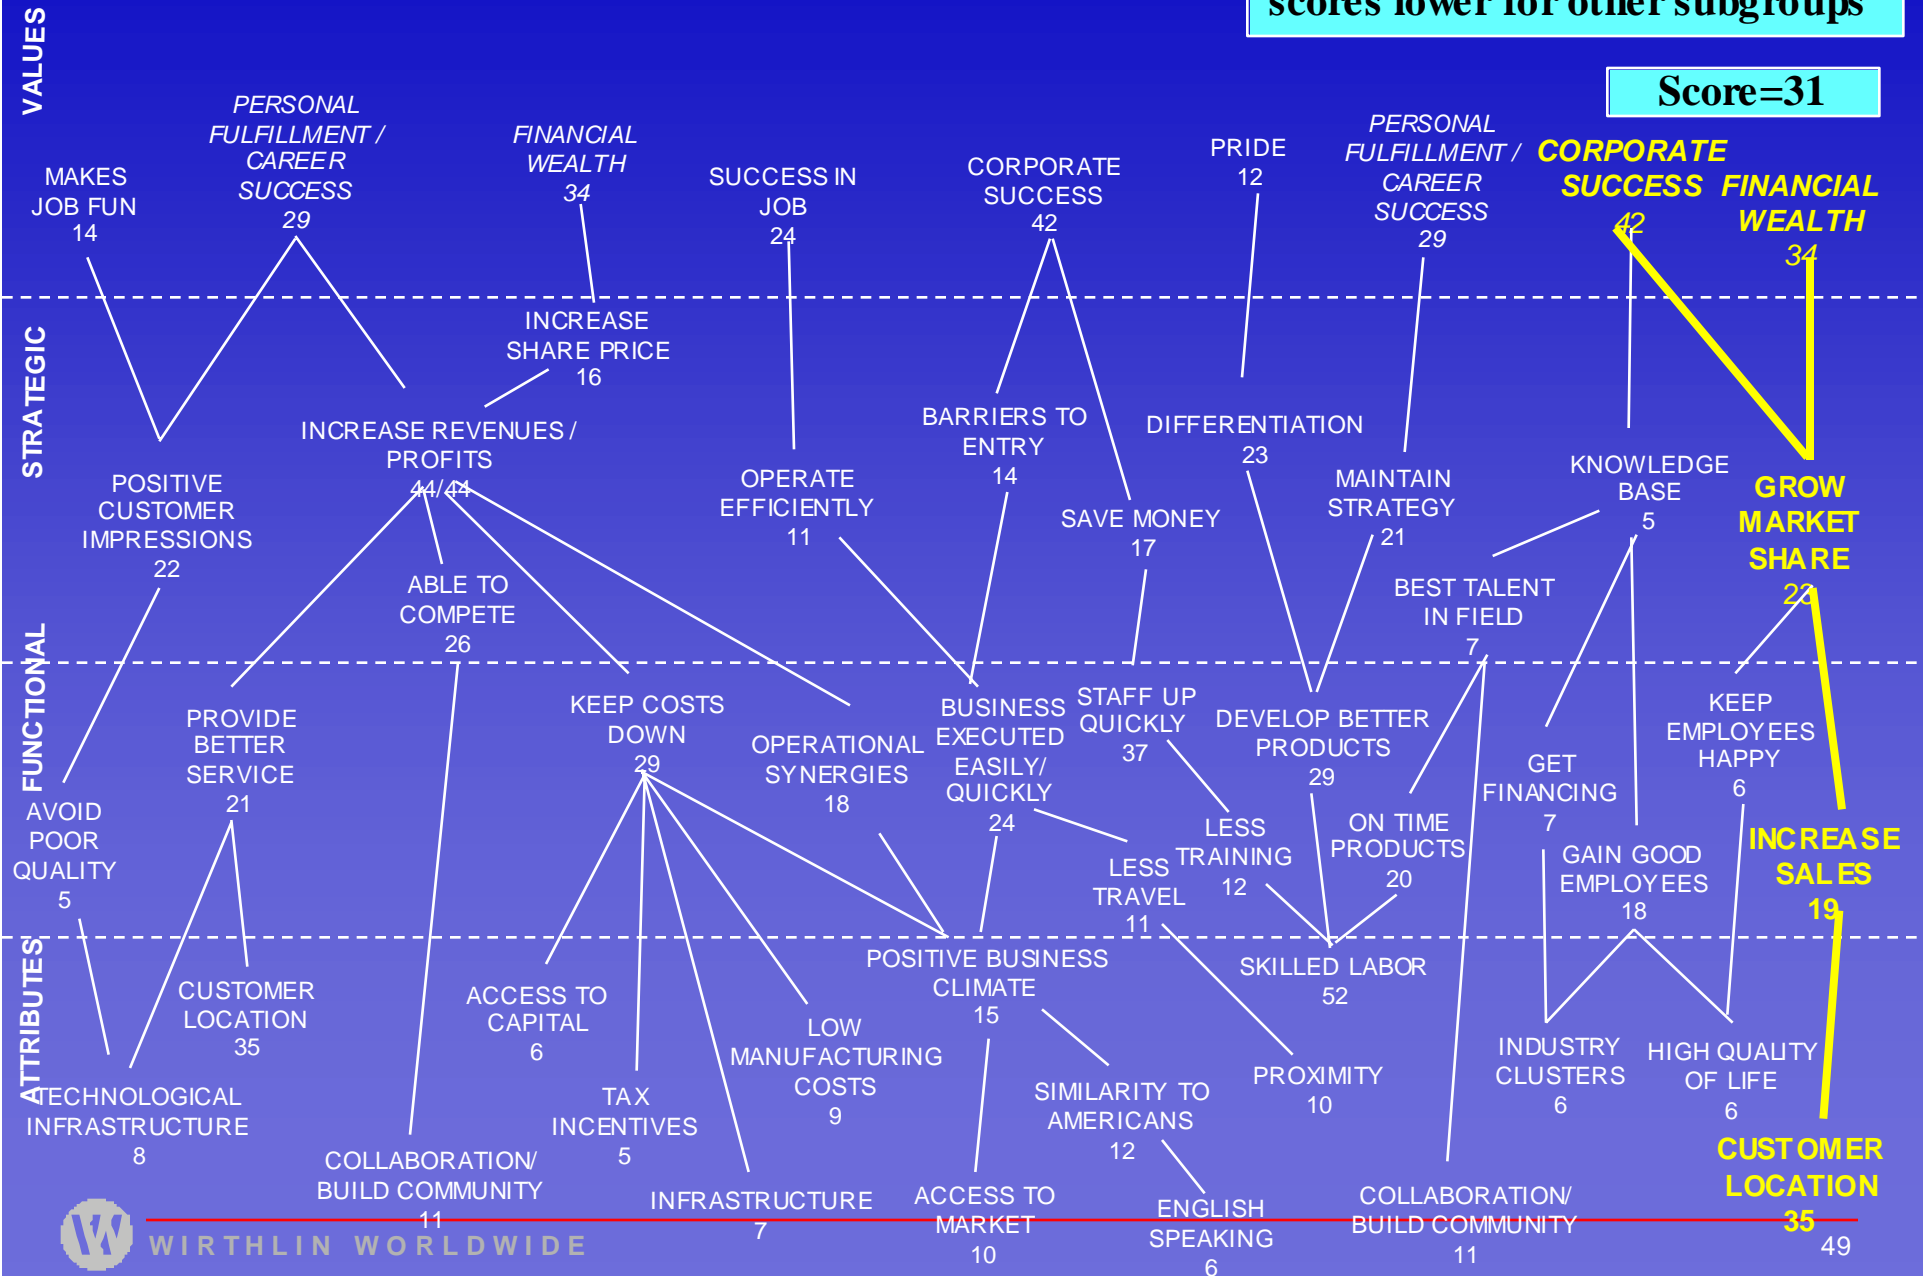 scores lower for other subgroups
Score=31
VALUES
MAKES
JOB FUN
14
PERSONAL
FULFILLMENT /
CAREER
SUCCESS
29
FINANCIAL
WEALTH
34
SUCCESS IN
JOB
24
CORPORATE
SUCCESS
42
PRIDE
12
PERSONAL
FULFILLMENT /
CAREER
SUCCESS
29
CORPORATE
SUCCESS
42
FINANCIAL
WEALTH
34
STRATEGIC
POSITIVE
CUSTOMER
IMPRESSIONS
22
INCREASE REVENUES /
PROFITS
44/44
INCREASE
SHARE PRICE
16
ABLE TO
COMPETE
26
OPERATE
EFFICIENTLY
11
BARRIERS TO
ENTRY
14
SAVE MONEY
17
DIFFERENTIATION
23
MAINTAIN
STRATEGY
21
BEST TALENT
IN FIELD
7
KNOWLEDGE
BASE
5
GROW
MARKET
SHARE
23
FUNCTIONAL
AVOID
POOR
QUALITY
5
PROVIDE
BETTER
SERVICE
21
KEEP COSTS
DOWN
29
OPERATIONAL
SYNERGIES
18
BUSINESS
EXECUTED
EASILY/
QUICKLY
24
STAFF UP
QUICKLY
37
LESS
TRAVEL
11
LESS
TRAINING
12
DEVELOP BETTER
PRODUCTS
29
ON TIME
PRODUCTS
20
GET
FINANCING
7
GAIN GOOD
EMPLOYEES
18
KEEP
EMPLOYEES
HAPPY
6
INCREASE
SALES
19
ATTRIBUTES
TECHNOLOGICAL
INFRASTRUCTURE
8
CUSTOMER
LOCATION
35
COLLABORATION/
BUILD COMMUNITY
11
ACCESS TO
CAPITAL
6
TAX
INCENTIVES
5
INFRASTRUCTURE
7
LOW
MANUFACTURING
COSTS
9
POSITIVE BUSINESS
CLIMATE
15
ACCESS TO
MARKET
10
SIMILARITY TO
AMERICANS
12
ENGLISH
SPEAKING
6
PROXIMITY
10
SKILLED LABOR
52
COLLABORATION/
BUILD COMMUNITY
11
INDUSTRY
CLUSTERS
6
HIGH QUALITY
OF LIFE
6
CUSTOMER
LOCATION
35
W
WIRTHLIN WORLDWIDE
49